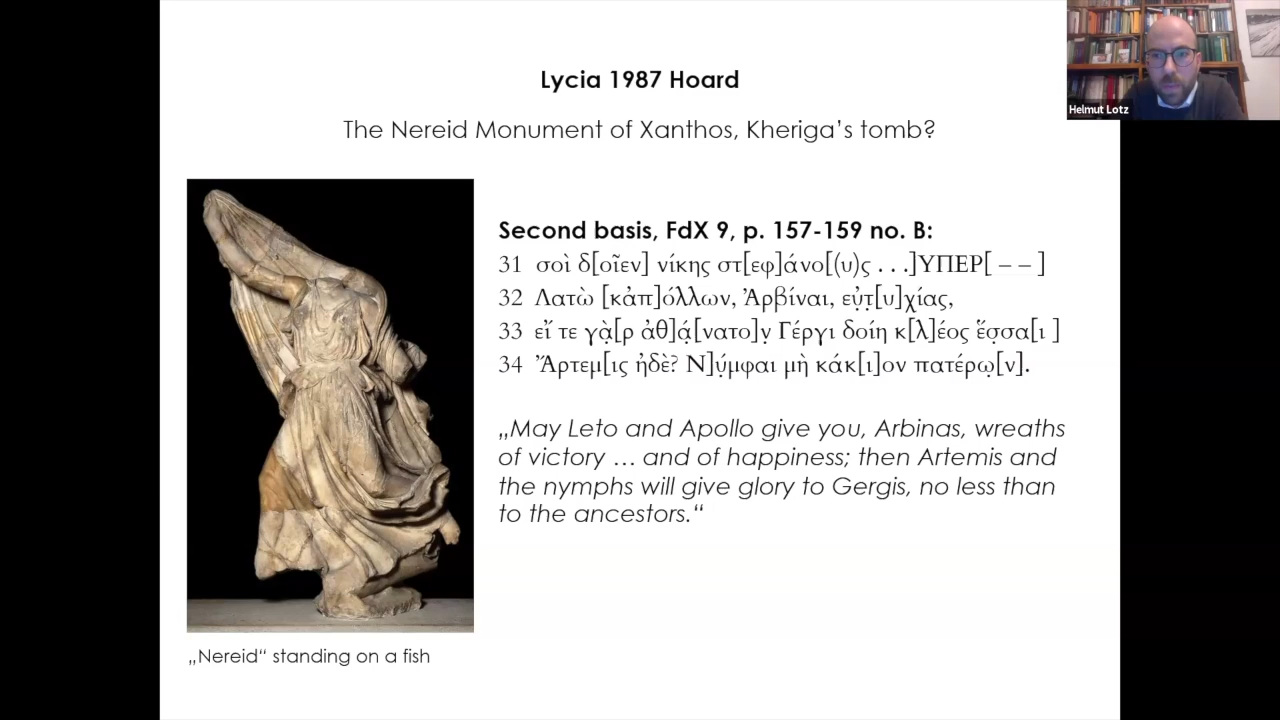 Lycia 1987 Hoard
The Nereid Monument of Xanthos, Kheriga’s tomb?
Helmut Lotz
Second basis, FdX 9, p. 157-159 no. B:
31 σοὶ δ[οῖεν] νίκης στ[εφ]άνο[(υ)ς . . .]ΥΠΕΡ[ – – ]
32 Λατὼ [κἀπ]όλλων, Ἀρβίναι, εὐ̣τ̣[υ]χίας,
33 εἴ τε γὰ̣[ρ ἀθ]ά̣[νατο]ν̣ Γέργι δοίη κ[λ]έος ἕσ̣σα[ι ]
34 Ἄρτεμ[ις ἠδὲ? Ν]ύ̣μφαι μὴ κάκ[ι]ον πατέρω̣[ν].
„May Leto and Apollo give you, Arbinas, wreaths
of victory … and of happiness; then Artemis and
the nymphs will give glory to Gergis, no less than
to the ancestors.“
„Nereid“ standing on a fish